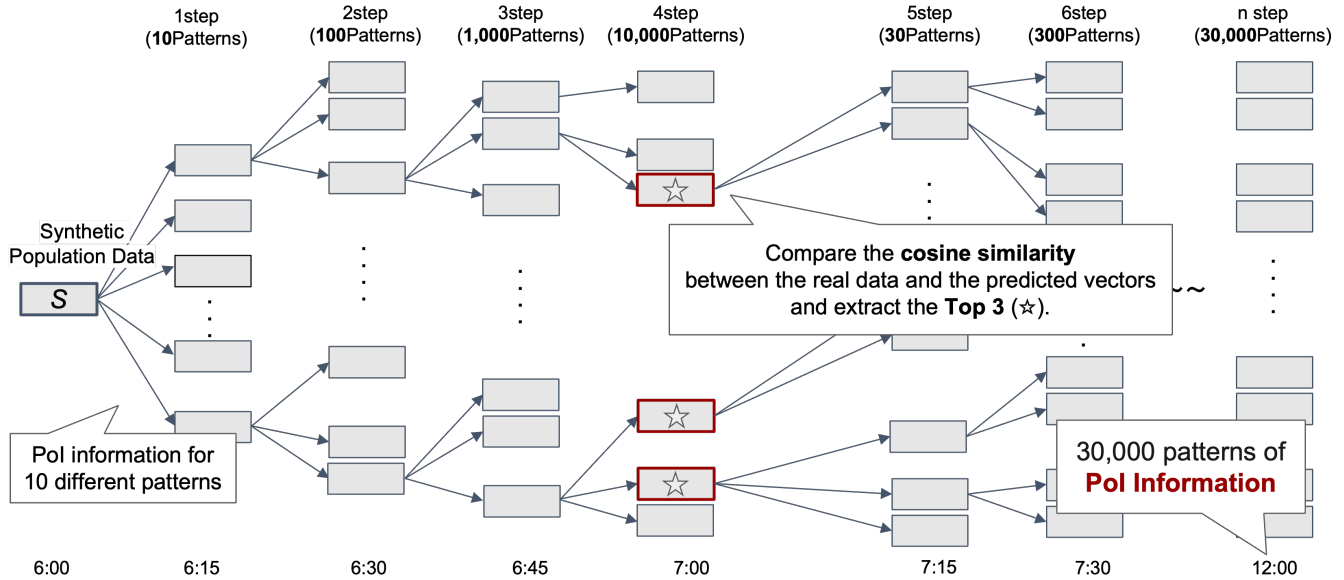 1step
(10Patterns)
2step
(100Patterns)
3step
(1,000Patterns)
4step
(10,000Patterns)
5step
(30Patterns)
6step
(300Patterns)
n step
(30,000Patterns)
Synthetic
Population Data
S
☆
Compare the cosine similarity
between the real data and the predicted vectors
and extract the Top 3 (☆).
~~
☆
☆
PoI information for
10 different patterns
30,000 patterns of
PoI Information
6:00
6:15
6:30
6:45
7:00
7:15
7:30
12:00